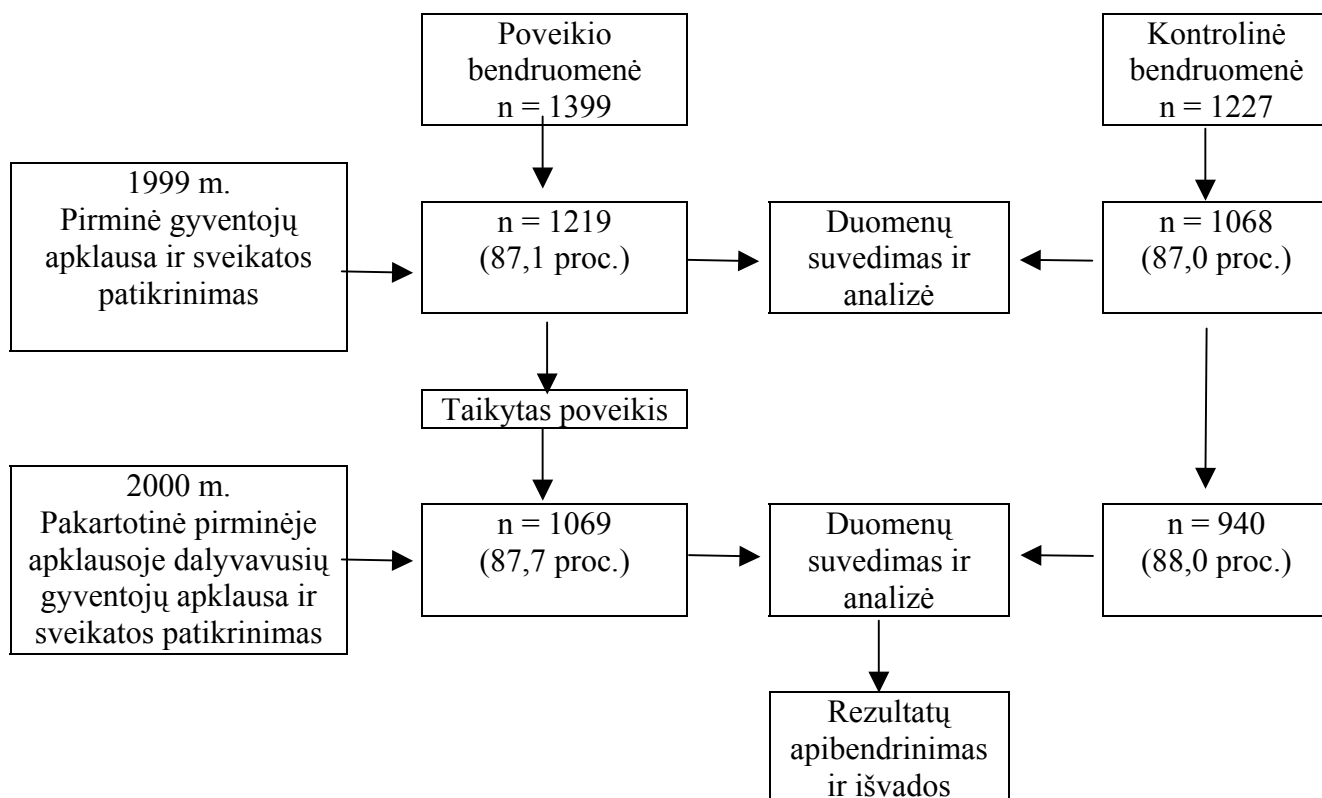 Poveikio
bendruomenė
n = 1399
Kontrolinė
bendruomenė
n = 1227
1999 m.
Pirminė gyventojų
apklausa ir sveikatos
patikrinimas
n = 1219
(87,1 proc.)
Duomenų
suvedimas ir
analizė
n = 1068
(87,0 proc.)
Taikytas poveikis
2000 m.
Pakartotinė pirminėje
apklausoje dalyvavusių
gyventojų apklausa ir
sveikatos patikrinimas
n = 1069
(87,7 proc.)
Duomenų
suvedimas ir
analizė
n = 940
(88,0 proc.)
Rezultatų
apibendrinimas
ir išvados